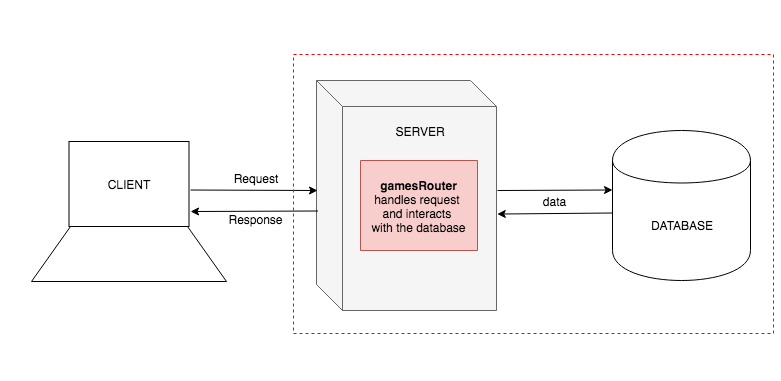 SERVER
CLIENT
Request
Response
gamesRouter
handles request
and interacts
with the database
data
DATABASE